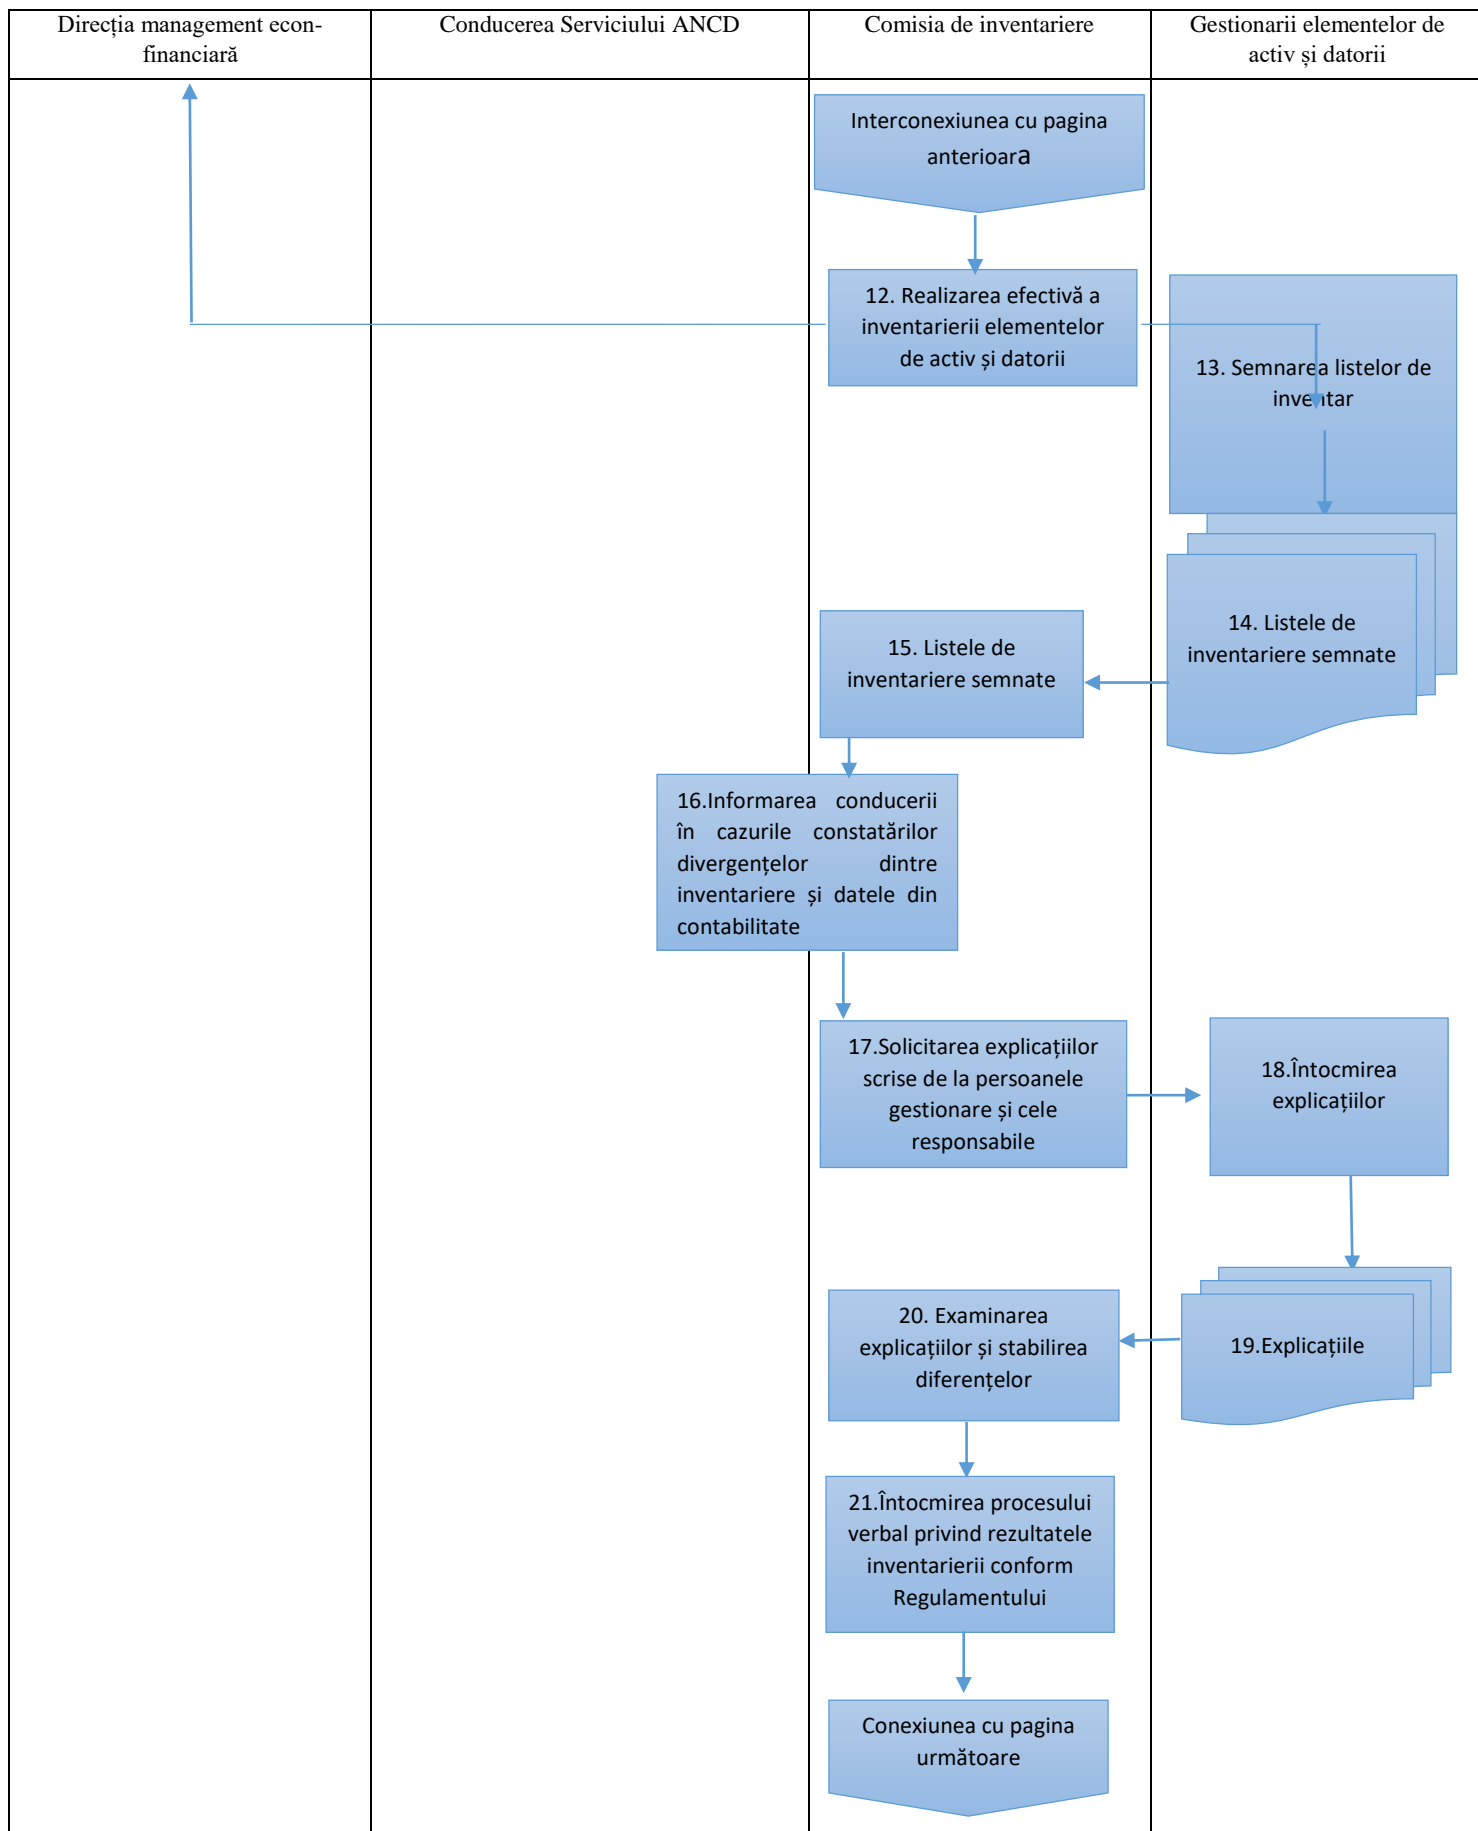 Direcția management econ-
financiară
Conducerea Serviciului ANCD
Comisia de inventariere
Gestionarii elementelor de
activ și datorii
Interconexiunea cu pagina
anterioara
12. Realizarea efectivă a
inventarierii elementelor
de activ și datorii
13. Semnarea listelor de
inventar
14. Listele de
inventariere semnate
15. Listele de
inventariere semnate
16.Informarea conducerii
în cazurile constatărilor
divergențelor dintre
inventariere și datele din
contabilitate
17.Solicitarea explicațiilor
scrise de la persoanele
gestionare și cele
responsabile
18.Întocmirea
explicațiilor
19.Explicațiile
20. Examinarea
explicațiilor și stabilirea
diferențelor
21.Întocmirea procesului
verbal privind rezultatele
inventarierii conform
Regulamentului
Conexiunea cu pagina
următoare